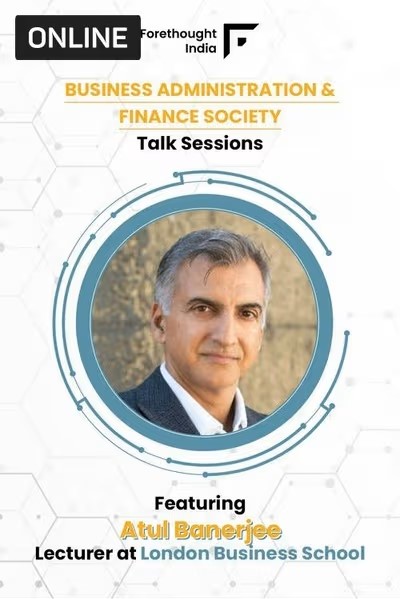 ONLINE
Forethought
India
BUSINESS ADMINISTRATION &
FINANCE SOCIETY
Talk Sessions
Featuring
Atul Banerjee
Lecturer at London Business School